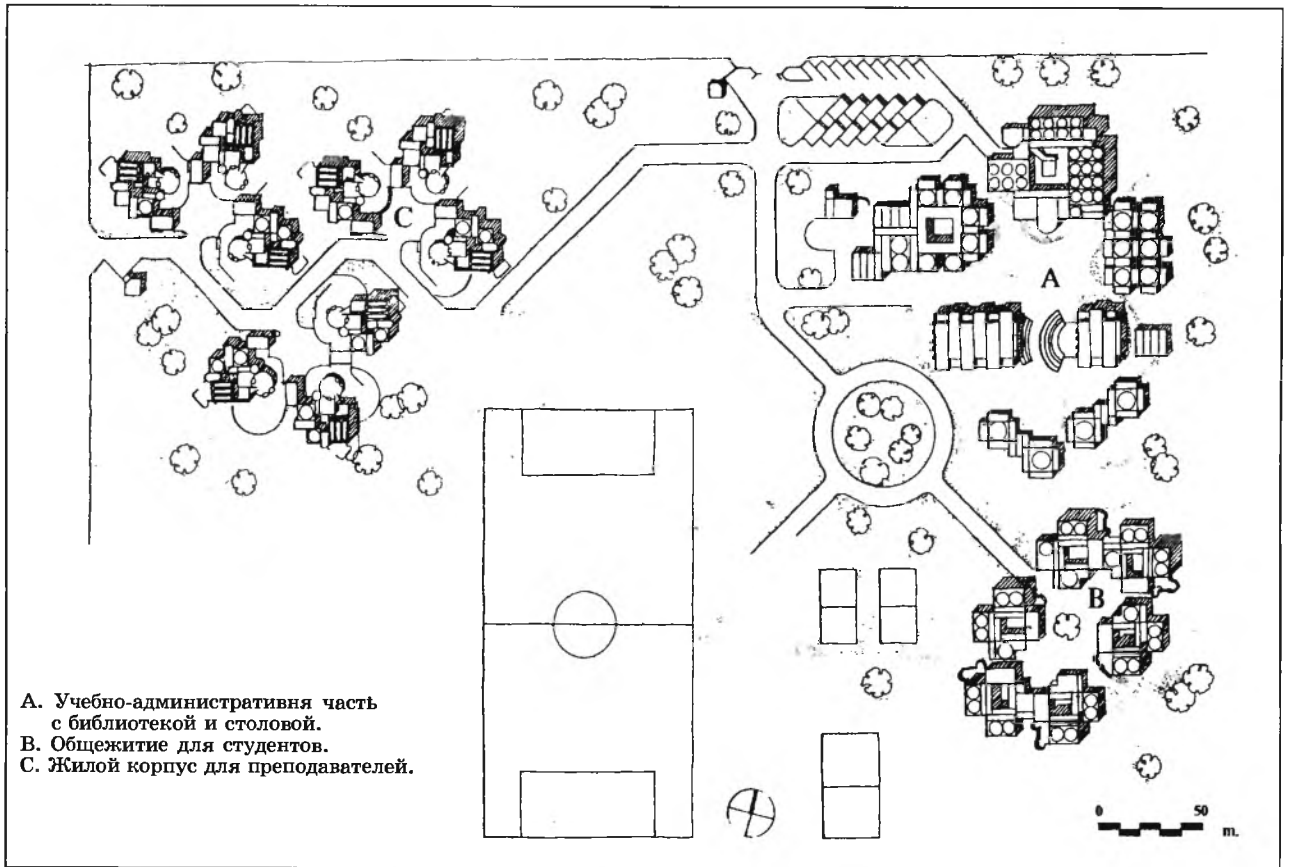 C
A
B
А. Учебно-административня часть
с библиотекой и столовой.
В. Общежитие для студентов.
С. Жилой корпус для преподавателей.
0 50
m.